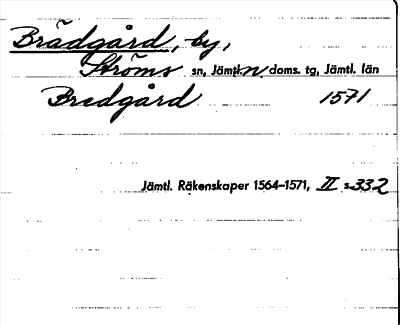 Brädgård, by,
Ströms sn, Jämtl. n doms. tg, Jämtl. län
Bredgård 1571
Jämtl. Räkenskaper 1564-1571, II s. 332